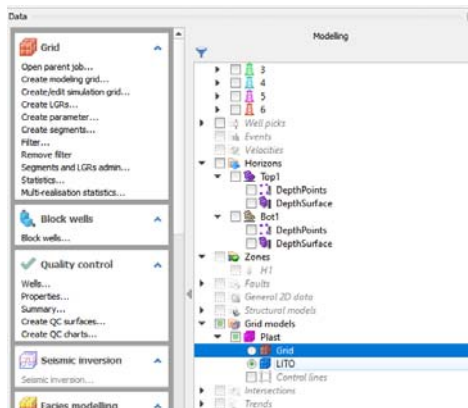 Data
Modelling
Grid
Open parent job...
Create modeling grid...
Create/edit simulation grid...
Create LGRs...
Create parameter...
Create segments...
Filter...
Remove filter
Segments and LGRs admin...
Statistics...
Multi-realisation statistics...
Block wells
Block wells...
Quality control
Wells...
Properties...
Summary...
Create QC surfaces...
Create QC charts...
Seismic inversion
Seismic inversion...
Facies modelling
3
4
5
6
Well picks
Events
Velocities
Horizons
Top1
DepthPoints
DepthSurface
Bot1
DepthPoints
DepthSurface
Zones
H1
Faults
General 2D data
Structural models
Grid models
Plast
Grid
LITO
Control lines
Intersections
Trends